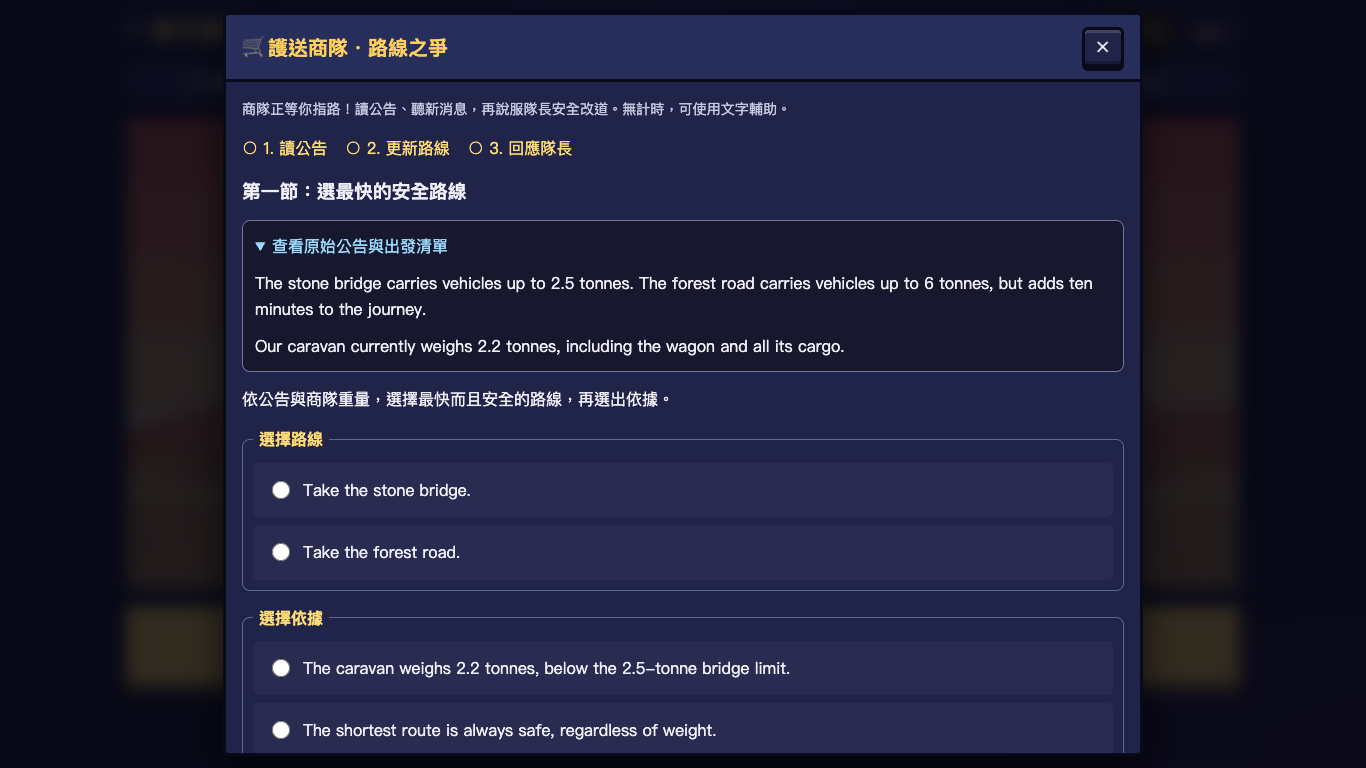 護送商隊・路線之爭
✕
商隊正等你指路！讀公告、聽新消息，再說服隊長安全改道。無計時，可使用文字輔助。
○ 1. 讀公告 ○ 2. 更新路線 ○ 3. 回應隊長
第一節：選最快的安全路線
▼ 查看原始公告與出發清單
The stone bridge carries vehicles up to 2.5 tonnes. The forest road carries vehicles up to 6 tonnes, but adds ten
minutes to the journey.
Our caravan currently weighs 2.2 tonnes, including the wagon and all its cargo.
依公告與商隊重量，選擇最快而且安全的路線，再選出依據。
選擇路線
Take the stone bridge.
Take the forest road.
選擇依據
The caravan weighs 2.2 tonnes, below the 2.5–tonne bridge limit.
The shortest route is always safe, regardless of weight.